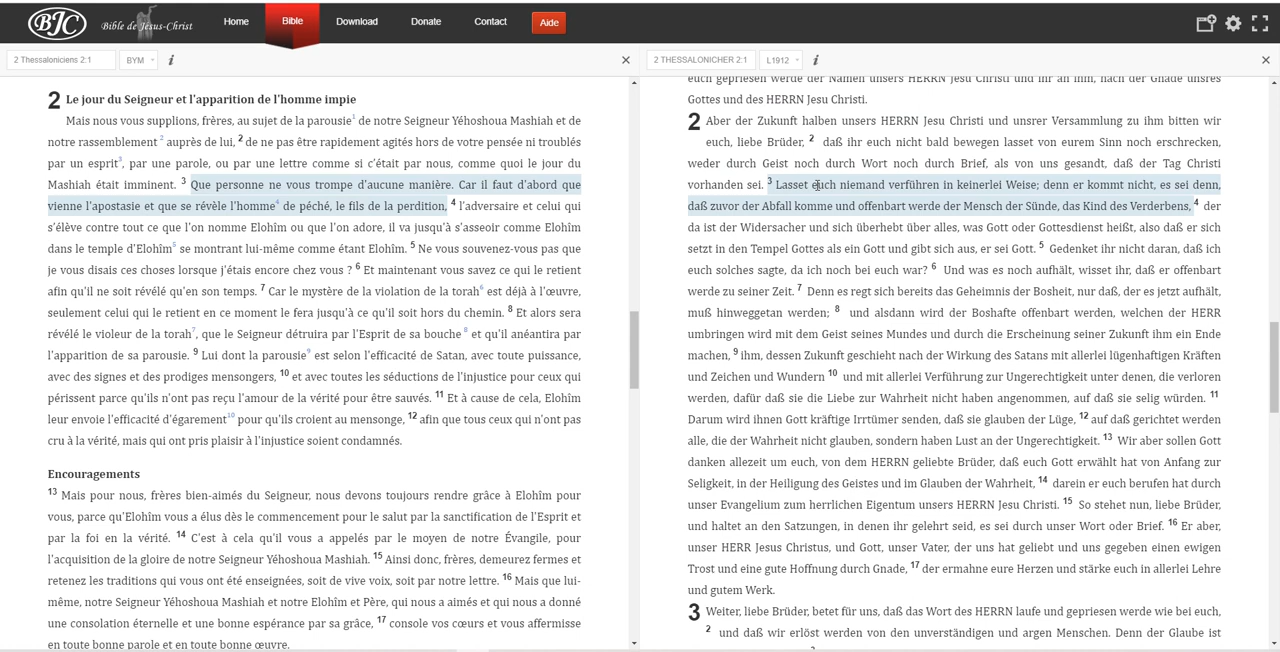 BJC Bible de Jésus-Christ Home Bible Download Donate Contact Aide
2 Thessaloniciens 2:1 BYM i
2 Le jour du Seigneur et l'apparition de l'homme impie
Mais nous vous supplions, frères, au sujet de la parousie1 de notre Seigneur Yéhoshoua Mashiah et de
notre rassemblement 2 auprès de lui, 2 de ne pas être rapidement agités hors de votre pensée ni troublés
par un esprit3, par une parole, ou par une lettre comme si c'était par nous, comme quoi le jour du
Mashiah était imminent. 3 Que personne ne vous trompe d'aucune manière. Car il faut d'abord que
vienne l'apostasie et que se révèle l'homme4 de péché, le fils de la perdition, 4 l'adversaire et celui qui
s'élève contre tout ce que l'on nomme Elohîm ou que l'on adore, il va jusqu'à s'asseoir comme Elohîm
dans le temple d'Elohîm5 se montrant lui-même comme étant Elohîm. 5 Ne vous souvenez-vous pas que
je vous disais ces choses lorsque j'étais encore chez vous ? 6 Et maintenant vous savez ce qui le retient
afin qu'il ne soit révélé qu'en son temps. 7 Car le mystère de la violation de la torah6 est déjà à l'œuvre,
seulement celui qui le retient en ce moment le fera jusqu'à ce qu'il soit hors du chemin. 8 Et alors sera
révélé le violeur de la torah7, que le Seigneur détruira par l'Esprit de sa bouche 8 et qu'il anéantira par
l'apparition de sa parousie. 9 Lui dont la parousie9 est selon l'efficacité de Satan, avec toute puissance,
avec des signes et des prodiges mensongers, 10 et avec toutes les séductions de l'injustice pour ceux qui
périssent parce qu'ils n'ont pas reçu l'amour de la vérité pour être sauvés. 11 Et à cause de cela, Elohîm
leur envoie l'efficacité d'égarement10 pour qu'ils croient au mensonge, 12 afin que tous ceux qui n'ont pas
cru à la vérité, mais qui ont pris plaisir à l'injustice soient condamnés.
Encouragements
13 Mais pour nous, frères bien-aimés du Seigneur, nous devons toujours rendre grâce à Elohîm pour
vous, parce qu'Elohîm vous a élus dès le commencement pour le salut par la sanctification de l'Esprit et
par la foi en la vérité. 14 C'est à cela qu'il vous a appelés par le moyen de notre Évangile, pour
l'acquisition de la gloire de notre Seigneur Yéhoshoua Mashiah. 15 Ainsi donc, frères, demeurez fermes et
retenez les traditions qui vous ont été enseignées, soit de vive voix, soit par notre lettre. 16 Mais que lui-
même, notre Seigneur Yéhoshoua Mashiah et notre Elohîm et Père, qui nous a aimés et qui nous a donné
une consolation éternelle et une bonne espérance par sa grâce, 17 console vos cœurs et vous affermisse
en toute bonne parole et en toute bonne œuvre.
2 THESSALONICHER 2:1 L1912 i
euch gepriesen werde der Namen unsers HERRN Jesu Christi und ihr an ihm, nach der Gnade unsres
Gottes und des HERRN Jesu Christi.
2 Aber der Zukunft halben unsers HERRN Jesu Christi und unsrer Versammlung zu ihm bitten wir
euch, liebe Brüder, 2 daß ihr euch nicht bald bewegen lasset von eurem Sinn noch erschrecken,
weder durch Geist noch durch Wort noch durch Brief, als von uns gesandt, daß der Tag Christi
vorhanden sei. 3 Lasset euch niemand verführen in keinerlei Weise; denn er kommt nicht, es sei denn,
daß zuvor der Abfall komme und offenbart werde der Mensch der Sünde, das Kind des Verderbens, 4 der
da ist der Widersacher und sich überhebt über alles, was Gott oder Gottesdienst heißt, also daß er sich
setzt in den Tempel Gottes als ein Gott und gibt sich aus, er sei Gott. 5 Gedenket ihr nicht daran, daß ich
euch solches sagte, da ich noch bei euch war? 6 Und was es noch aufhält, wisset ihr, daß er offenbart
werde zu seiner Zeit. 7 Denn es regt sich bereits das Geheimnis der Bosheit, nur daß, der es jetzt aufhält,
muß hinweggetan werden; 8 und alsdann wird der Boshafte offenbart werden, welchen der HERR
umbringen wird mit dem Geist seines Mundes und durch die Erscheinung seiner Zukunft ihm ein Ende
machen, 9 ihm, dessen Zukunft geschieht nach der Wirkung des Satans mit allerlei lügenhaftigen Kräften
und Zeichen und Wundern 10 und mit allerlei Verführung zur Ungerechtigkeit unter denen, die verloren
werden, dafür daß sie die Liebe zur Wahrheit nicht haben angenommen, auf daß sie selig würden. 11
Darum wird ihnen Gott kräftige Irrtümer senden, daß sie glauben der Lüge, 12 auf daß gerichtet werden
alle, die der Wahrheit nicht glauben, sondern haben Lust an der Ungerechtigkeit. 13 Wir aber sollen Gott
danken allezeit um euch, von dem HERRN geliebte Brüder, daß euch Gott erwählt hat von Anfang zur
Seligkeit, in der Heiligung des Geistes und im Glauben der Wahrheit, 14 darein er euch berufen hat durch
unser Evangelium zum herrlichen Eigentum unsers HERRN Jesu Christi. 15 So stehet nun, liebe Brüder,
und haltet an den Satzungen, in denen ihr gelehrt seid, es sei durch unser Wort oder Brief. 16 Er aber,
unser HERR Jesus Christus, und Gott, unser Vater, der uns hat geliebt und uns gegeben einen ewigen
Trost und eine gute Hoffnung durch Gnade, 17 der ermahne eure Herzen und stärke euch in allerlei Lehre
und gutem Werk.
3 Weiter, liebe Brüder, betet für uns, daß das Wort des HERRN laufe und gepriesen werde wie bei euch,
2 und daß wir erlöst werden von den unverständigen und argen Menschen. Denn der Glaube ist